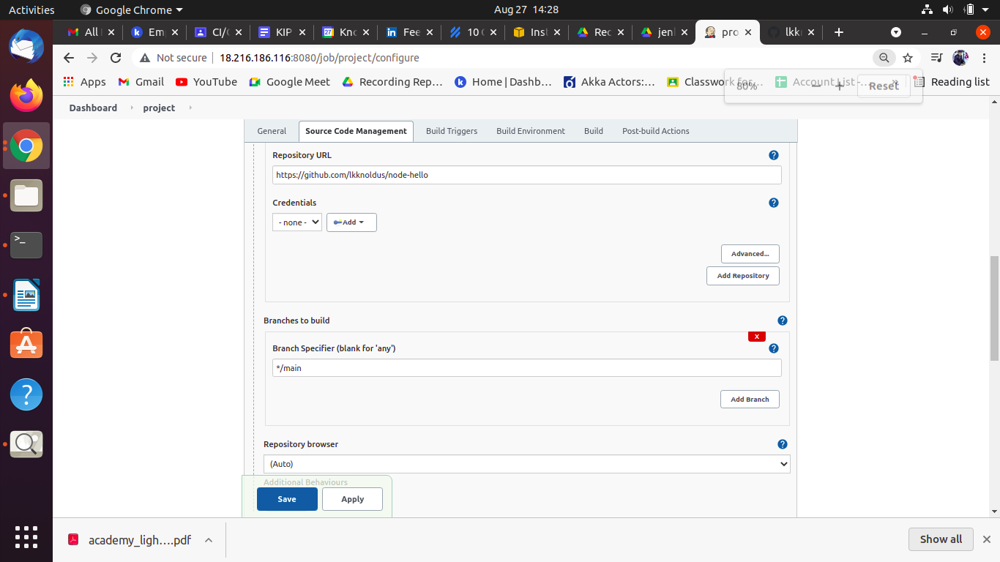 Activities
Google Chrome
Aug 27 14:28
All
Em
CI/
KIP
27
Kno
Fee
10
Inst
Rec
jenl
pro
lkk
Not secure
18.216.186.116:8080/job/project/configure
Apps
Gmail
YouTube
Google Meet
Recording Rep...
Home | Dashb...
Akka Actors:...
Classwork for...
Account List -...
Reading list
80%
Reset
Dashboard
project
General
Source Code Management
Build Triggers
Build Environment
Build
Post-build Actions
Repository URL
https://github.com/lkknoldus/node-hello
Credentials
- none -
Add
Advanced...
Add Repository
Branches to build
X
Branch Specifier (blank for 'any')
*/main
Add Branch
Repository browser
(Auto)
Additional Behaviours
Save
Apply
academy_ligh....pdf
Show all